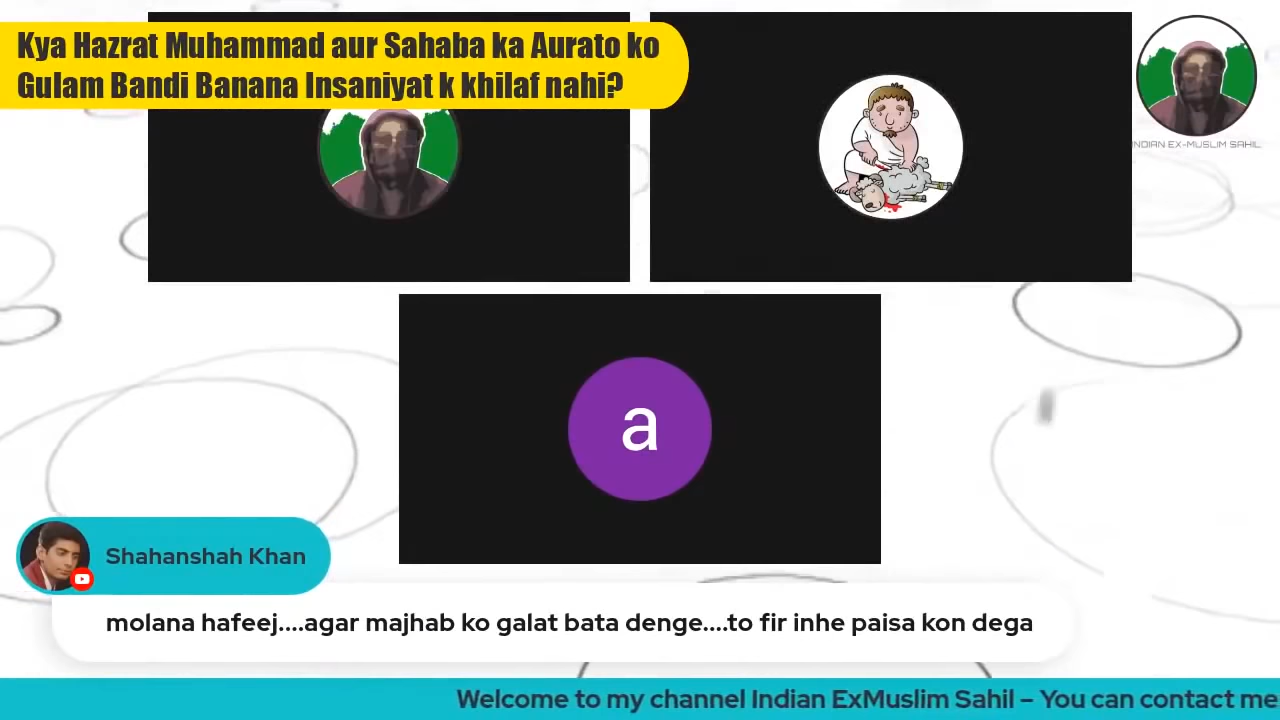 Kya Hazrat Muhammad aur Sahaba ka Aurato ko
Gulam Bandi Banana Insaniyat k khilaf nahi?
INDIAN EX-MUSLIM SAHIL
a
Shahanshah Khan
molana hafeej....agar majhab ko galat bata denge....to fir inhe paisa kon dega
Welcome to my channel Indian ExMuslim Sahil – You can contact me